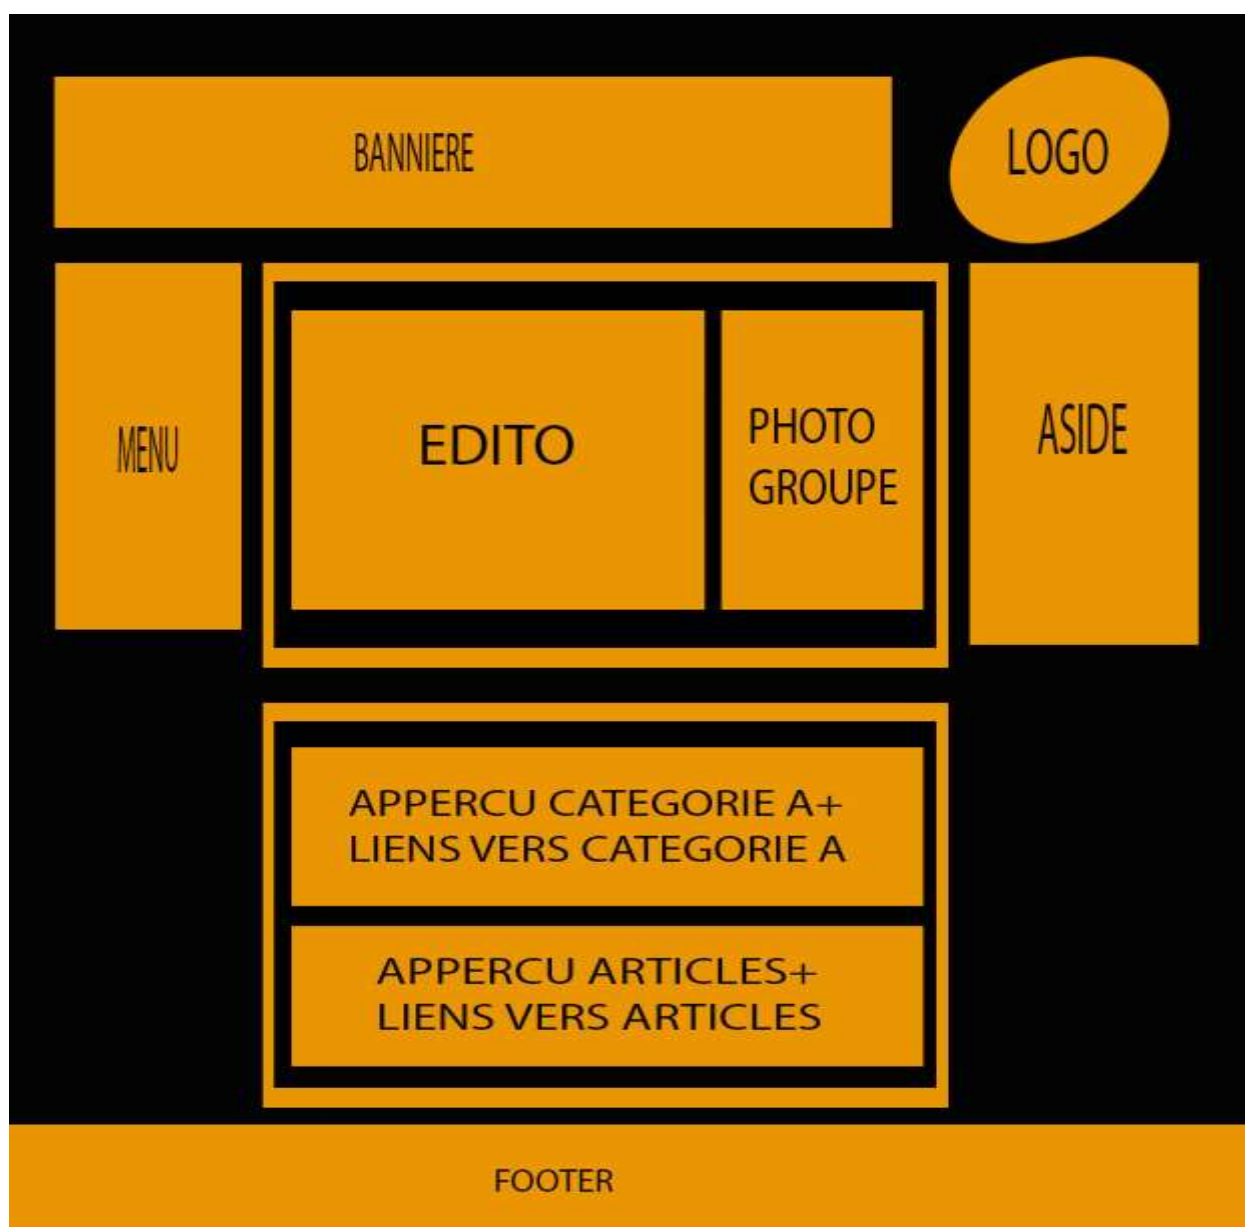 BANNIERE
LOGO
MENU
EDITO
PHOTO
GROUPE
ASIDE
APPERCU CATEGORIE A+
LIENS VERS CATEGORIE A
APPERCU ARTICLES+
LIENS VERS ARTICLES
FOOTER